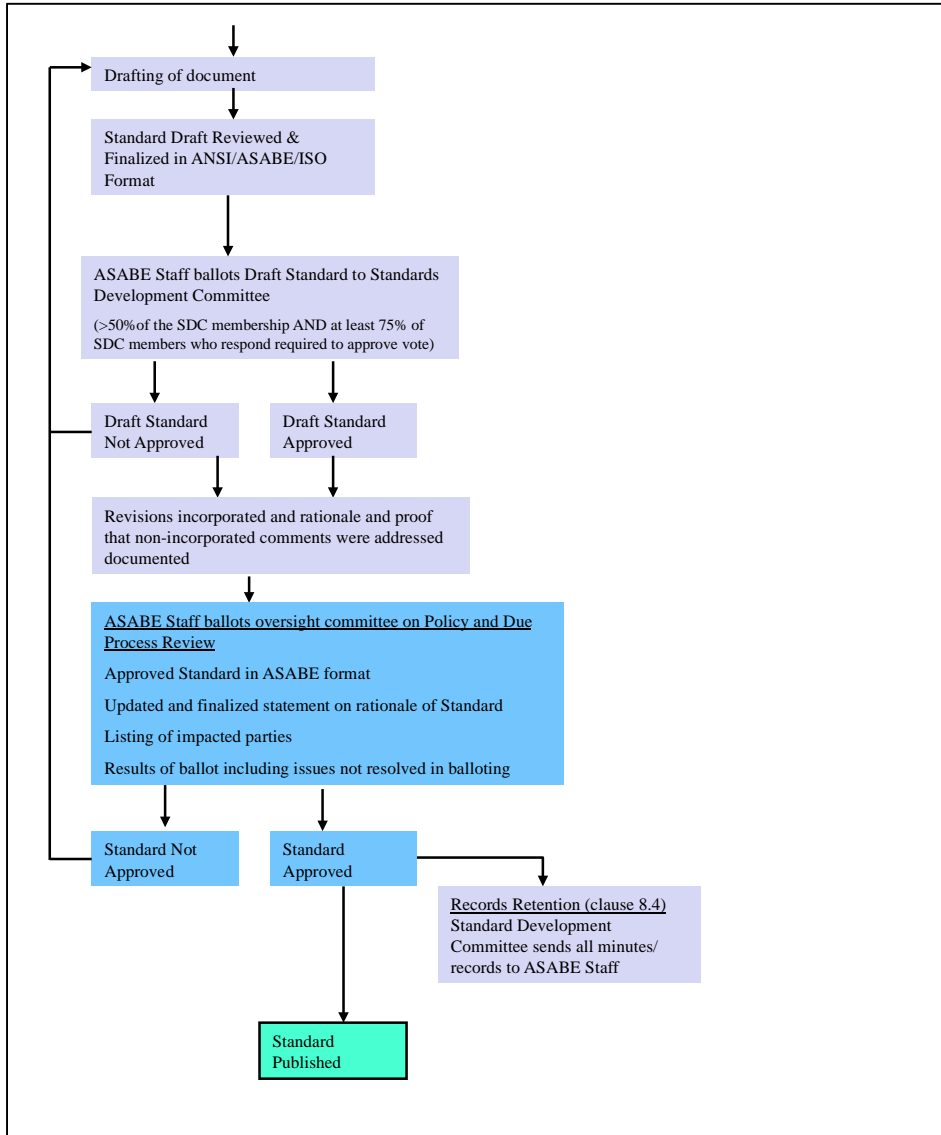 Drafting of document
Standard Draft Reviewed &
Finalized in ANSI/ASABE/ISO
Format
ASABE Staff ballots Draft Standard to Standards
Development Committee
(>50%of the SDC membership AND at least 75% of
SDC members who respond required to approve vote)
Draft Standard
Not Approved
Draft Standard
Approved
Revisions incorporated and rationale and proof
that non-incorporated comments were addressed
documented
ASABE Staff ballots oversight committee on Policy and Due
Process Review
Approved Standard in ASABE format
Updated and finalized statement on rationale of Standard
Listing of impacted parties
Results of ballot including issues not resolved in balloting
Standard Not
Approved
Standard
Approved
Records Retention (clause 8.4)
Standard Development
Committee sends all minutes/
records to ASABE Staff
Standard
Published